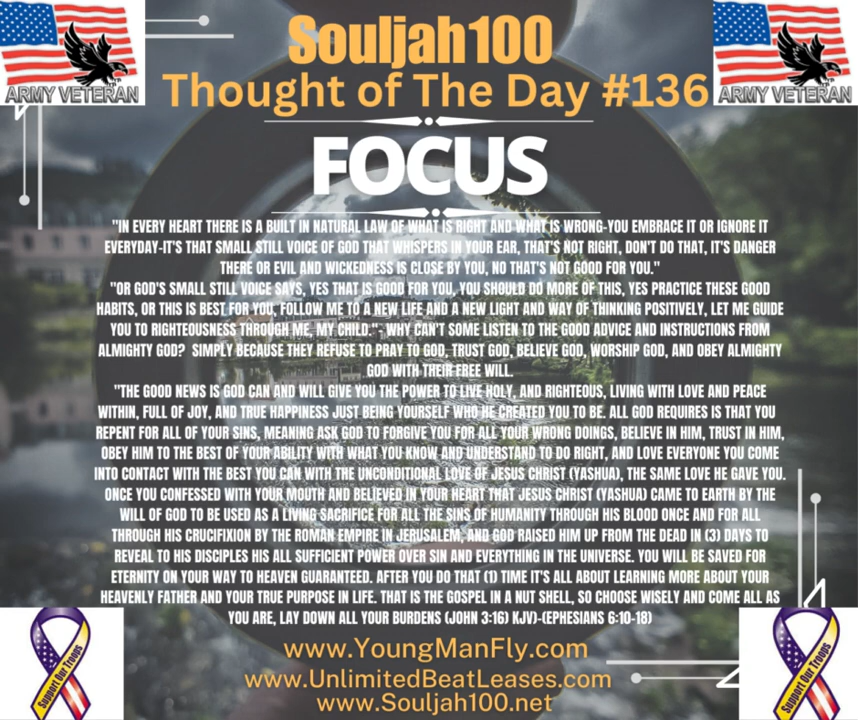 Souljah100
Thought of The Day #136
ARMY VETERAN
ARMY VETERAN
FOCUS
"IN EVERY HEART THERE IS A BUILT IN NATURAL LAW OF WHAT IS RIGHT AND WHAT IS WRONG-YOU EMBRACE IT OR IGNORE IT
EVERYDAY-IT'S THAT SMALL STILL VOICE OF GOD THAT WHISPERS IN YOUR EAR, THAT'S NOT RIGHT, DON'T DO THAT, IT'S DANGER
THERE OR EVIL AND WICKEDNESS IS CLOSE BY YOU, NO THAT'S NOT GOOD FOR YOU."
"OR GOD'S SMALL STILL VOICE SAYS, YES THAT IS GOOD FOR YOU, YOU SHOULD DO MORE OF THIS, YES PRACTICE THESE GOOD
HABITS, OR THIS IS BEST FOR YOU, FOLLOW ME TO A NEW LIFE AND A NEW LIGHT AND WAY OF THINKING POSITIVELY, LET ME GUIDE
YOU TO RIGHTEOUSNESS THROUGH ME, MY CHILD."- WHY CAN'T SOME LISTEN TO THE GOOD ADVICE AND INSTRUCTIONS FROM
ALMIGHTY GOD? SIMPLY BECAUSE THEY REFUSE TO PRAY TO GOD, TRUST GOD, BELIEVE GOD, WORSHIP GOD, AND OBEY ALMIGHTY
GOD WITH THEIR FREE WILL.
"THE GOOD NEWS IS GOD CAN AND WILL GIVE YOU THE POWER TO LIVE HOLY, AND RIGHTEOUS, LIVING WITH LOVE AND PEACE
WITHIN, FULL OF JOY, AND TRUE HAPPINESS JUST BEING YOURSELF WHO HE CREATED YOU TO BE. ALL GOD REQUIRES IS THAT YOU
REPENT FOR ALL OF YOUR SINS, MEANING ASK GOD TO FORGIVE YOU FOR ALL YOUR WRONG DOINGS, BELIEVE IN HIM, TRUST IN HIM,
OBEY HIM TO THE BEST OF YOUR ABILITY WITH WHAT YOU KNOW AND UNDERSTAND TO DO RIGHT, AND LOVE EVERYONE YOU COME
INTO CONTACT WITH THE BEST YOU CAN WITH THE UNCONDITIONAL LOVE OF JESUS CHRIST (YASHUA), THE SAME LOVE HE GAVE YOU.
ONCE YOU CONFESSED WITH YOUR MOUTH AND BELIEVED IN YOUR HEART THAT JESUS CHRIST (YASHUA) CAME TO EARTH BY THE
WILL OF GOD TO BE USED AS A LIVING SACRIFICE FOR ALL THE SINS OF HUMANITY THROUGH HIS BLOOD ONCE AND FOR ALL
THROUGH HIS CRUCIFIXION BY THE ROMAN EMPIRE IN JERUSALEM, AND GOD RAISED HIM UP FROM THE DEAD IN (3) DAYS TO
REVEAL TO HIS DISCIPLES HIS ALL SUFFICIENT POWER OVER SIN AND EVERYTHING IN THE UNIVERSE. YOU WILL BE SAVED FOR
ETERNITY ON YOUR WAY TO HEAVEN GUARANTEED. AFTER YOU DO THAT (1) TIME IT'S ALL ABOUT LEARNING MORE ABOUT YOUR
HEAVENLY FATHER AND YOUR TRUE PURPOSE IN LIFE. THAT IS THE GOSPEL IN A NUT SHELL, SO CHOOSE WISELY AND COME ALL AS
YOU ARE, LAY DOWN ALL YOUR BURDENS (JOHN 3:16) KJV)-(EPHESIANS 6:10-18)
Support Our Troops
Support Our Troops
www.YoungManFly.com
www.UnlimitedBeatLeases.com
www.Souljah100.net